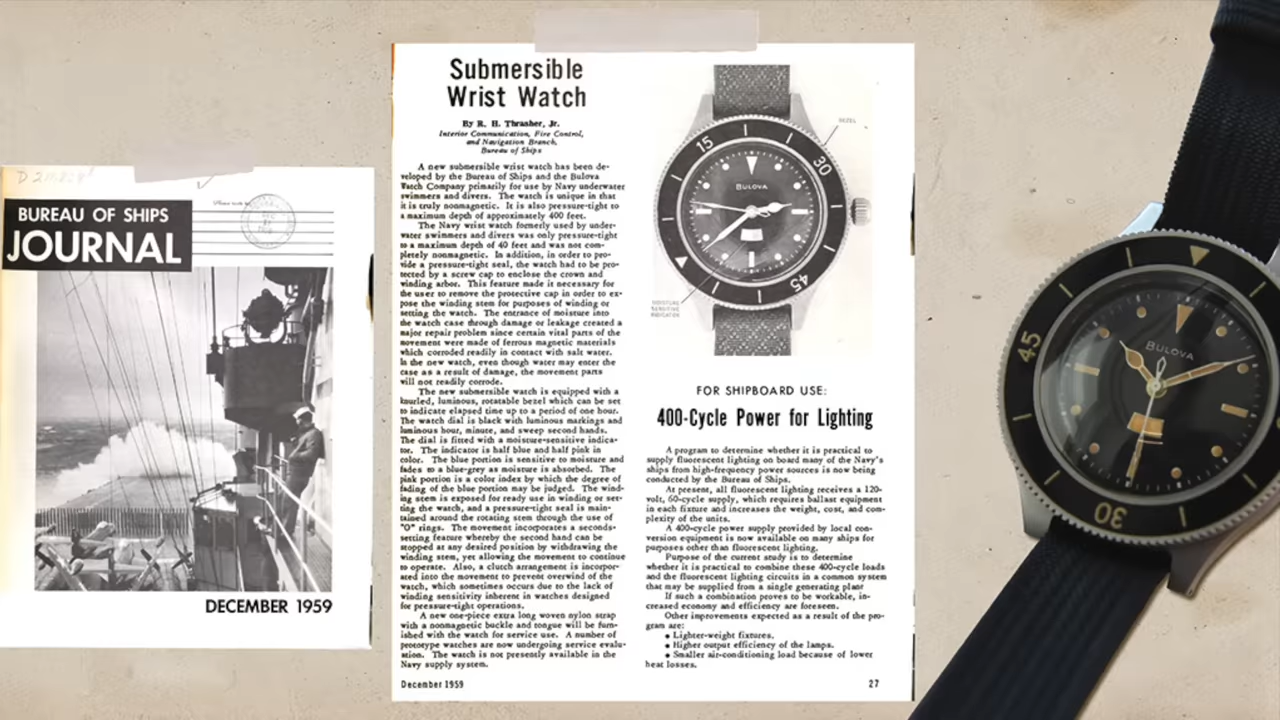 BUREAU OF SHIPS
JOURNAL
DECEMBER 1959
Submersible
Wrist Watch
By R. H. Thrasher, Jr.
Interior Communication, Fire Control,
and Navigation Branch,
Bureau of Ships
A new submersible wrist watch has been de-
veloped by the Bureau of Ships and the Bulova
Watch Company primarily for use by Navy underwater
swimmers and divers. The watch is unique in that
it is truly nonmagnetic. It is also pressure-tight to
a maximum depth of approximately 400 feet.
The Navy wrist watch formerly used by under-
water swimmers and divers was only pressure-tight
to a maximum depth of 40 feet and was not com-
pletely nonmagnetic. In addition, in order to pro-
vide a pressure-tight seal, the watch had to be pro-
tected by a screw cap to enclose the crown and
winding arbor. This feature made it necessary for
the user to remove the protective cap in order to ex-
pose the winding stem for purposes of winding or
setting the watch. The entrance of moisture into
the watch case through damage or leakage created a
major repair problem since certain vital parts of the
movement were made of ferrous magnetic materials
which corroded readily in contact with salt water.
In the new watch, even though water may enter the
case as a result of damage, the movement parts
will not readily corrode.
The new submersible watch is equipped with a
knurled, luminous, rotatable bezel which can be set
to indicate elapsed time up to a period of one hour.
The watch dial is black with luminous markings and
luminous hour, minute, and sweep second hands.
The dial is fitted with a moisture-sensitive indica-
tor. The indicator is half blue and half pink in
color. The blue portion is sensitive to moisture and
fades to a blue-grey as moisture is absorbed. The
pink portion is a color index by which the degree of
fading of the blue portion may be judged. The wind-
ing stem is exposed for ready use in winding or set-
ting the watch, and a pressure-tight seal is main-
tained around the rotating stem through the use of
"O" rings. The movement incorporates a seconds-
setting feature whereby the second hand can be
stopped at any desired position by withdrawing the
winding stem, yet allowing the movement to continue
to operate. Also, a clutch arrangement is incorpor-
ated into the movement to prevent overwind of the
watch, which sometimes occurs due to the lack of
winding sensitivity inherent in watches designed
for pressure-tight operations.
A new one-piece extra long woven nylon strap
with a nonmagnetic buckle and tongue will be furn-
ished with the watch for service use. A number of
prototype watches are now undergoing service evalu-
ation. The watch is not presently available in the
Navy supply system.
December 1959
BEZEL
15
30
45
BULOVA
MOISTURE
SENSITIVE
INDICATOR
FOR SHIPBOARD USE:
400-Cycle Power for Lighting
A program to determine whether it is practical to
supply fluorescent lighting on board many of the Navy's
ships from high-frequency power sources is now being
conducted by the Bureau of Ships.
At present, all fluorescent lighting receives a 120-
volt, 60-cycle supply, which requires ballast equipment
in each fixture and increases the weight, cost, and com-
plexity of the units.
A 400-cycle power supply provided by local con-
version equipment is now available on many ships for
purposes other than fluorescent lighting.
Purpose of the current study is to determine
whether it is practical to combine these 400-cycle loads
and the fluorescent lighting circuits in a common system
that may be supplied from a single generating plant
If such a combination proves to be workable, in-
creased economy and efficiency are foreseen.
Other improvements expected as a result of the pro-
gram are:
• Lighter-weight fixtures.
• Higher output efficiency of the lamps.
• Smaller air-conditioning load because of lower
heat losses.
27
BULOVA
45
30